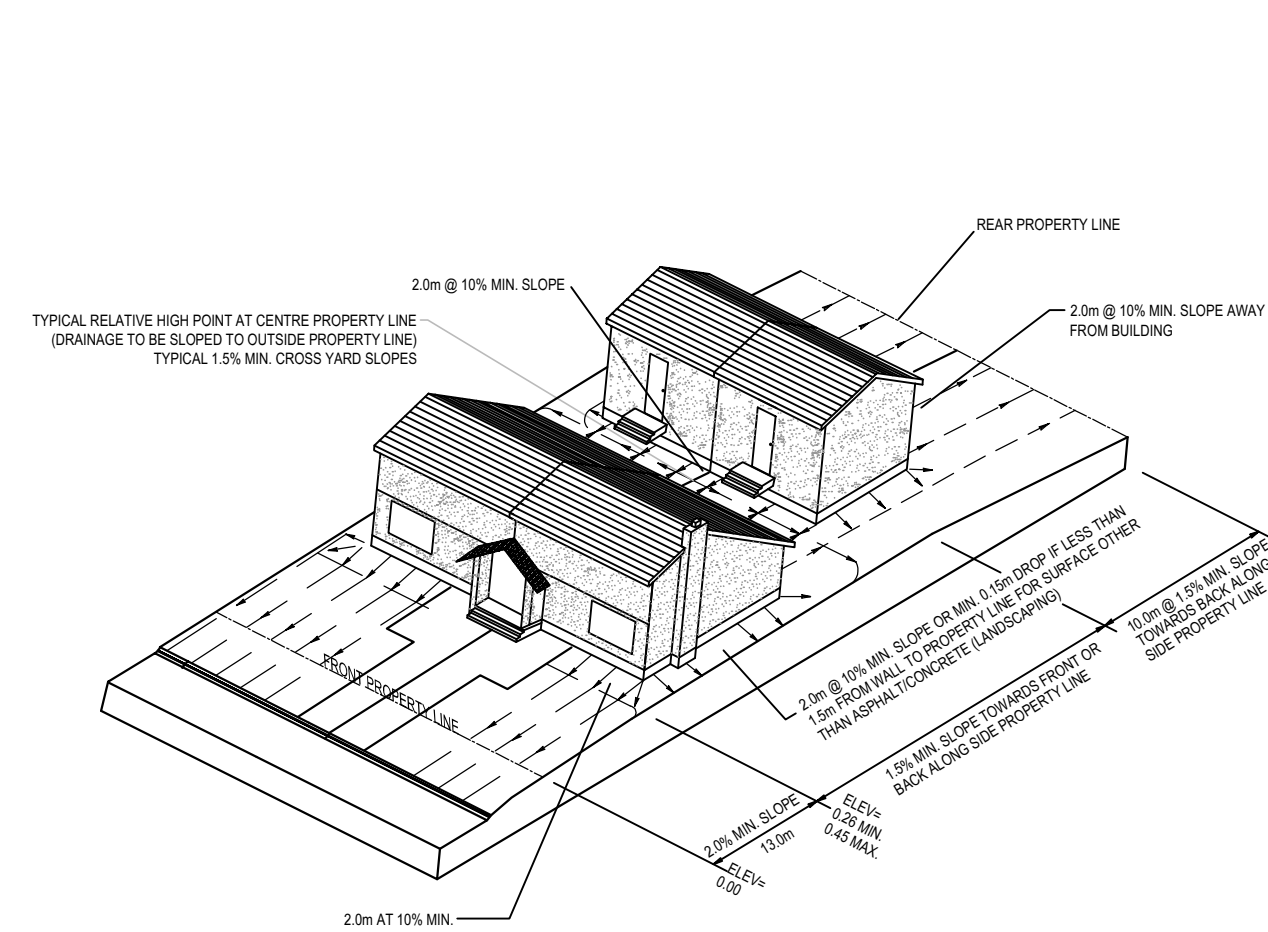 REAR PROPERTY LINE
2.0m @ 10% MIN. SLOPE
2.0m @ 10% MIN. SLOPE AWAY
FROM BUILDING
TYPICAL RELATIVE HIGH POINT AT CENTRE PROPERTY LINE
(DRAINAGE TO BE SLOPED TO OUTSIDE PROPERTY LINE)
TYPICAL 1.5% MIN. CROSS YARD SLOPES
10.0m @ 1.5% MIN. SLOPE
TOWARDS BACK ALONG
SIDE PROPERTY LINE
2.0m @ 10% MIN. SLOPE OR MIN. 0.15m DROP IF LESS THAN
1.5m FROM WALL TO PROPERTY LINE FOR SURFACE OTHER
THAN ASPHALT/CONCRETE (LANDSCAPING)
1.5% MIN. SLOPE TOWARDS FRONT OR
BACK ALONG SIDE PROPERTY LINE
FRONT PROPERTY LINE
2.0% MIN. SLOPE
13.0m
ELEV=
0.26 MIN.
0.45 MAX.
ELEV=
0.00
2.0m AT 10% MIN.